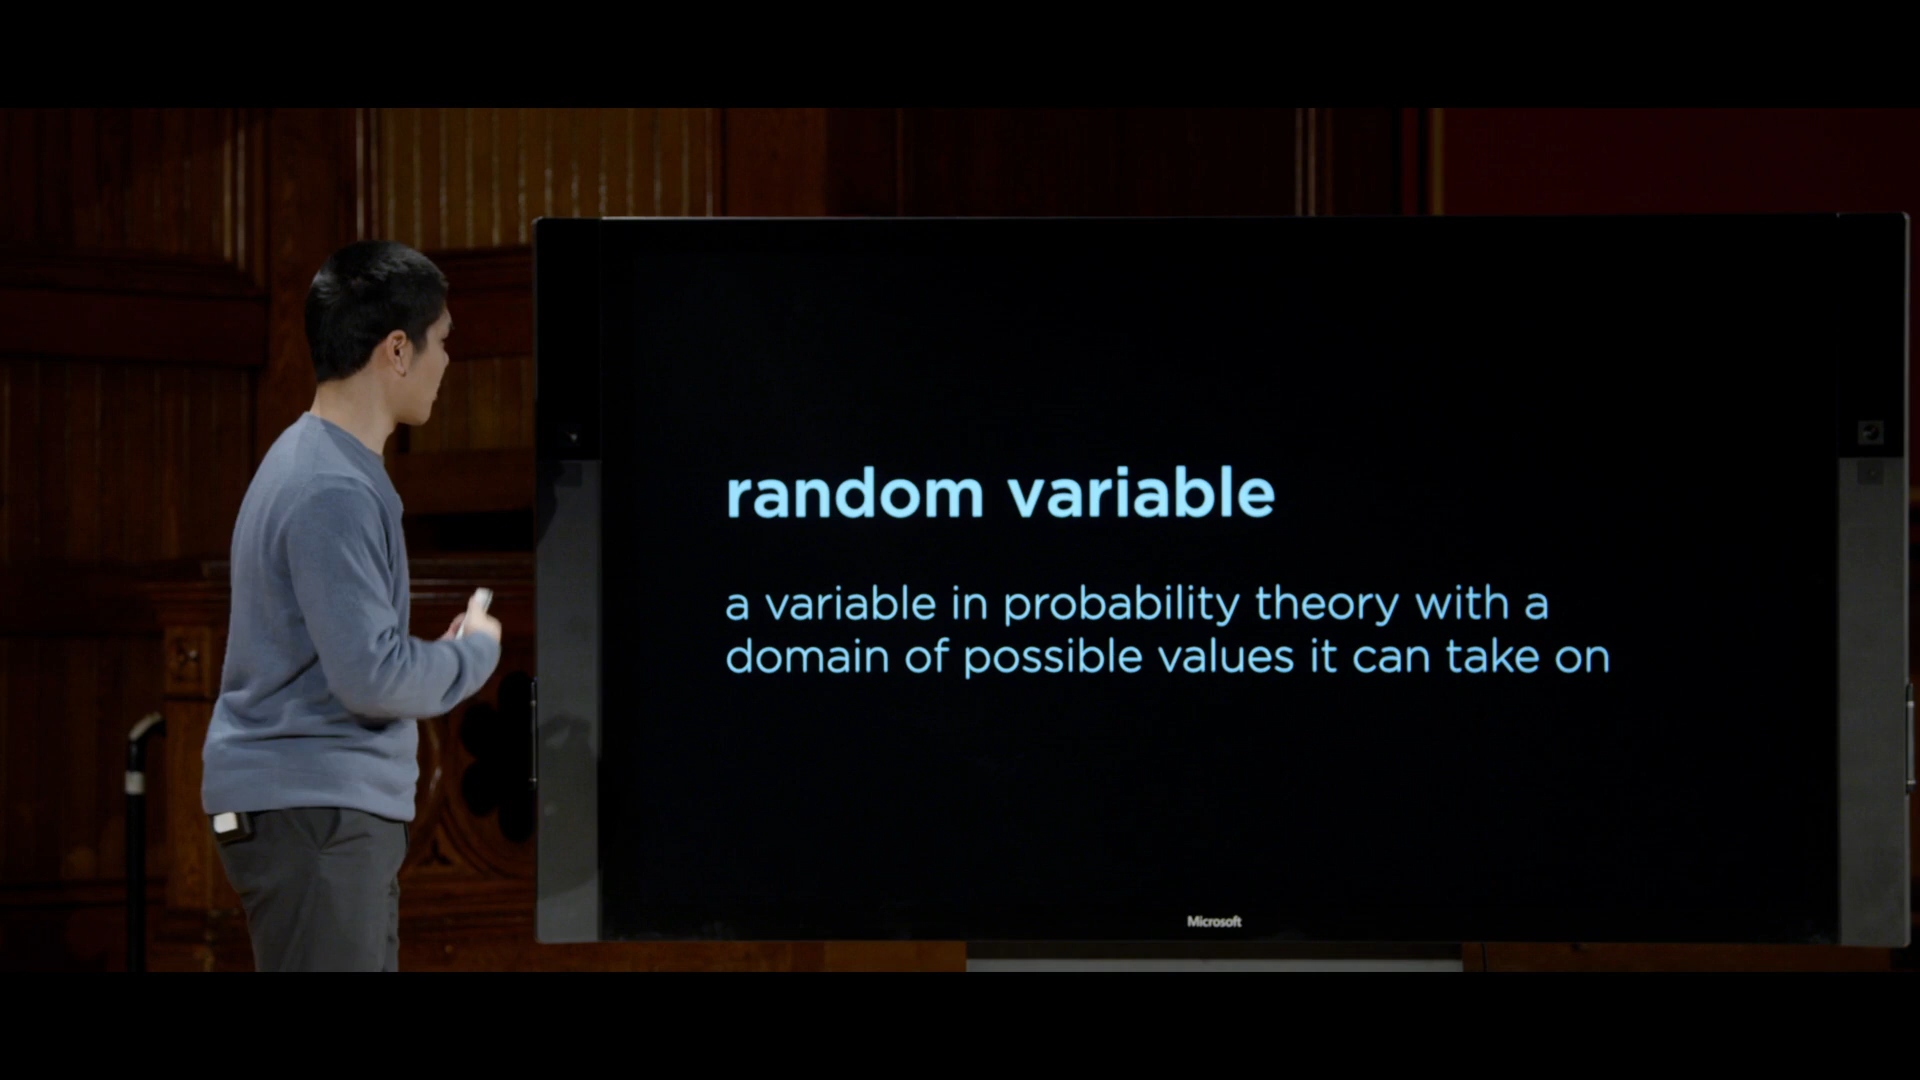 random variable
a variable in probability theory with a
domain of possible values it can take on
Microsoft